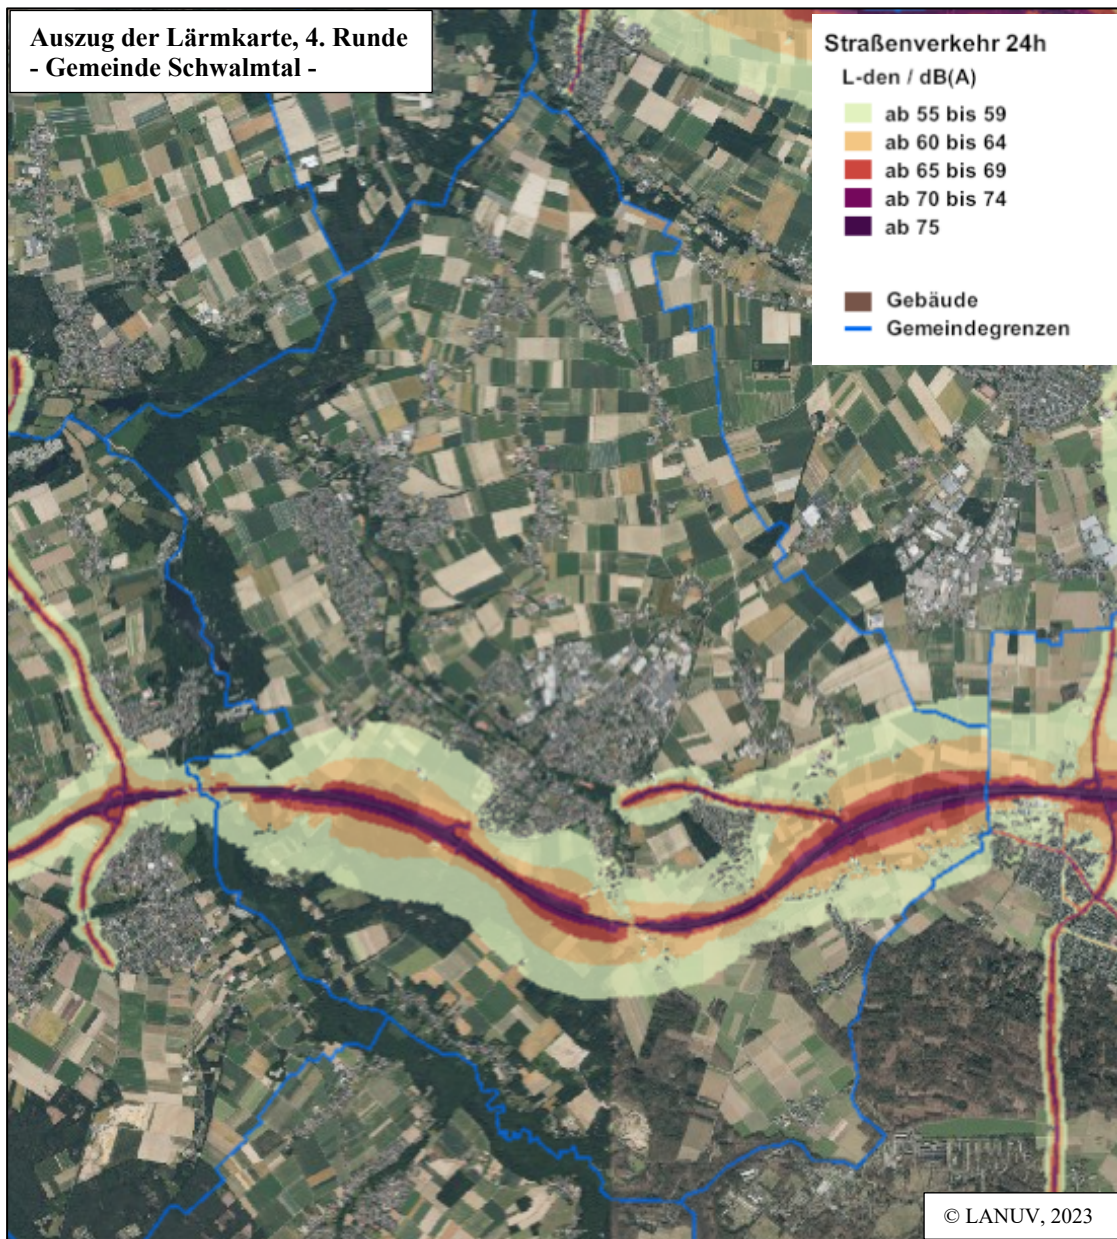 Auszug der Lärmkarte, 4. Runde
- Gemeinde Schwalmtal -
Straßenverkehr 24h
L-den / dB(A)
ab 55 bis 59
ab 60 bis 64
ab 65 bis 69
ab 70 bis 74
ab 75
Gebäude
Gemeindegrenzen
© LANUV, 2023